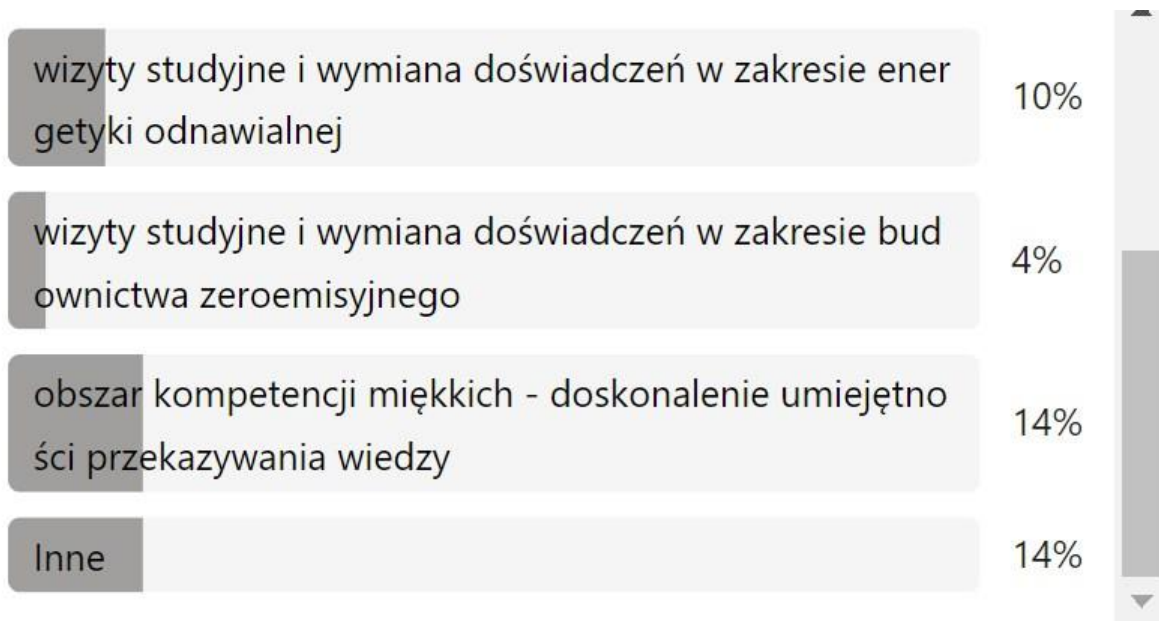 wizyty studyjne i wymiana doświadczeń w zakresie ener
getyki odnawialnej
10%
wizyty studyjne i wymiana doświadczeń w zakresie bud
ownictwa zeroemisyjnego
4%
obszar kompetencji miękkich - doskonalenie umiejętno
ści przekazywania wiedzy
14%
Inne
14%